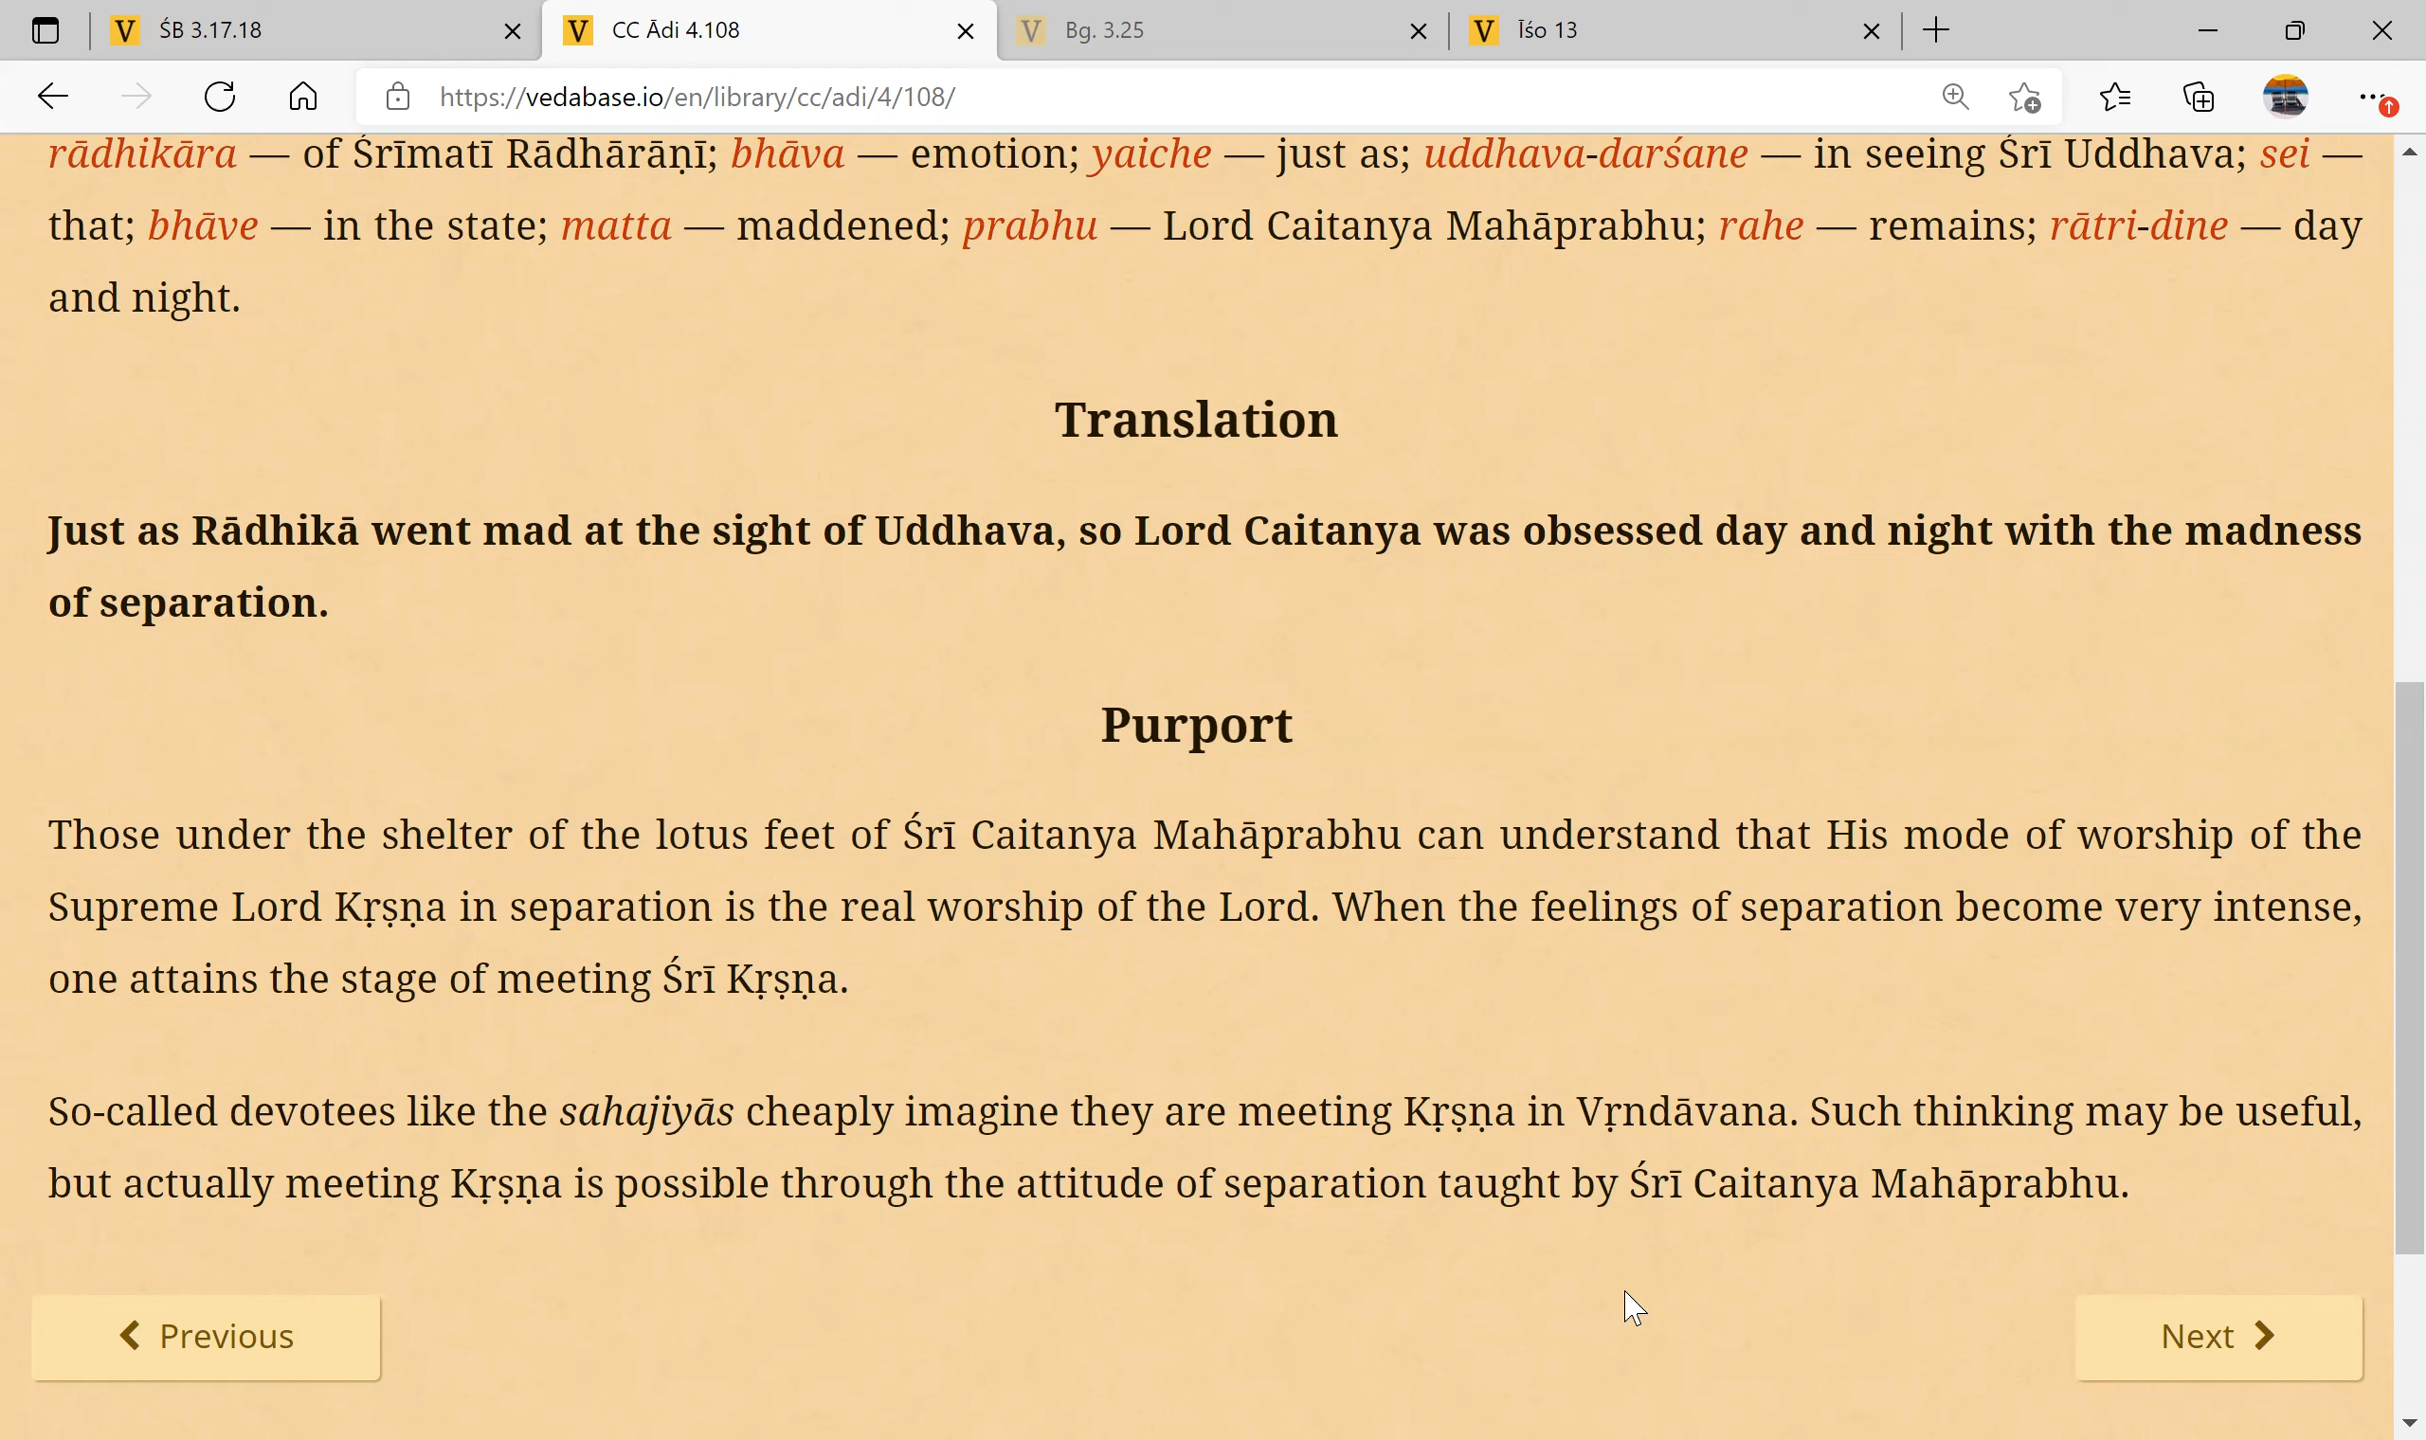 ŚB 3.17.18
CC Ādi 4.108
Bg. 3.25
Īśo 13
https://vedabase.io/en/library/cc/adi/4/108/
rādhikāra — of Śrīmatī Rādhārāṇī; bhāva — emotion; yaiche — just as; uddhava-darśane — in seeing Śrī Uddhava; sei —
that; bhāve — in the state; matta — maddened; prabhu — Lord Caitanya Mahāprabhu; rahe — remains; rātri-dine — day
and night.
Translation
Just as Rādhikā went mad at the sight of Uddhava, so Lord Caitanya was obsessed day and night with the madness
of separation.
Purport
Those under the shelter of the lotus feet of Śrī Caitanya Mahāprabhu can understand that His mode of worship of the
Supreme Lord Kṛṣṇa in separation is the real worship of the Lord. When the feelings of separation become very intense,
one attains the stage of meeting Śrī Kṛṣṇa.
So-called devotees like the sahajiyās cheaply imagine they are meeting Kṛṣṇa in Vṛndāvana. Such thinking may be useful,
but actually meeting Kṛṣṇa is possible through the attitude of separation taught by Śrī Caitanya Mahāprabhu.
Previous
Next